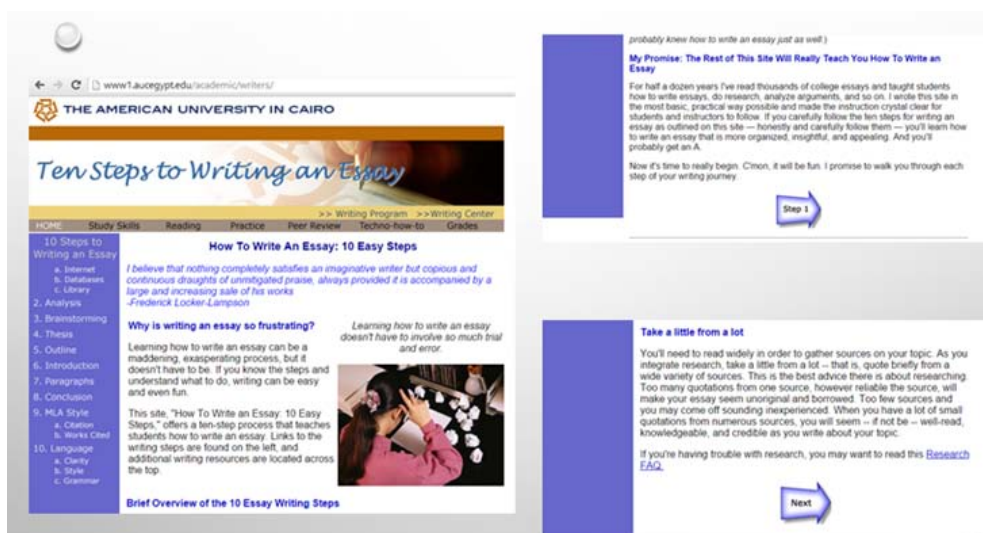 www1.aucegypt.edu/academic/writers/
THE AMERICAN UNIVERSITY IN CAIRO
Ten Steps to Writing an Essay
>> Writing Program >>Writing Center
HOME Study Skills Reading Practice Peer Review Techno-how-to Grades
10 Steps to
Writing an Essay
a. Internet
b. Databases
c. Library
2. Analysis
3. Brainstorming
4. Thesis
5. Outline
6. Introduction
7. Paragraphs
8. Conclusion
9. MLA Style
a. Citation
b. Works Cited
10. Language
a. Clarity
b. Style
c. Grammar
How To Write An Essay: 10 Easy Steps
I believe that nothing completely satisfies an imaginative writer but copious and
continuous draughts of unmitigated praise, always provided it is accompanied by a
large and increasing sale of his works
-Frederick Locker-Lampson
Why is writing an essay so frustrating?
Learning how to write an essay can be a
maddening, exasperating process, but it
doesn't have to be. If you know the steps and
understand what to do, writing can be easy
and even fun.
This site, "How To Write an Essay: 10 Easy
Steps," offers a ten-step process that teaches
students how to write an essay. Links to the
writing steps are found on the left, and
additional writing resources are located across
the top.
Learning how to write an essay
doesn't have to involve so much trial
and error.
Brief Overview of the 10 Essay Writing Steps
probably knew how to write an essay just as well.)
My Promise: The Rest of This Site Will Really Teach You How To Write an
Essay
For half a dozen years I've read thousands of college essays and taught students
how to write essays, do research, analyze arguments, and so on. I wrote this site in
the most basic, practical way possible and made the instruction crystal clear for
students and instructors to follow. If you carefully follow the ten steps for writing an
essay as outlined on this site — honestly and carefully follow them — you'll learn how
to write an essay that is more organized, insightful, and appealing. And you'll
probably get an A.
Now it's time to really begin. C'mon, it will be fun. I promise to walk you through each
step of your writing journey.
Step 1
Take a little from a lot
You'll need to read widely in order to gather sources on your topic. As you
integrate research, take a little from a lot -- that is, quote briefly from a
wide variety of sources. This is the best advice there is about researching.
Too many quotations from one source, however reliable the source, will
make your essay seem unoriginal and borrowed. Too few sources and
you may come off sounding inexperienced. When you have a lot of small
quotations from numerous sources, you will seem -- if not be -- well-read,
knowledgeable, and credible as you write about your topic.
If you're having trouble with research, you may want to read this Research
FAQ.
Next